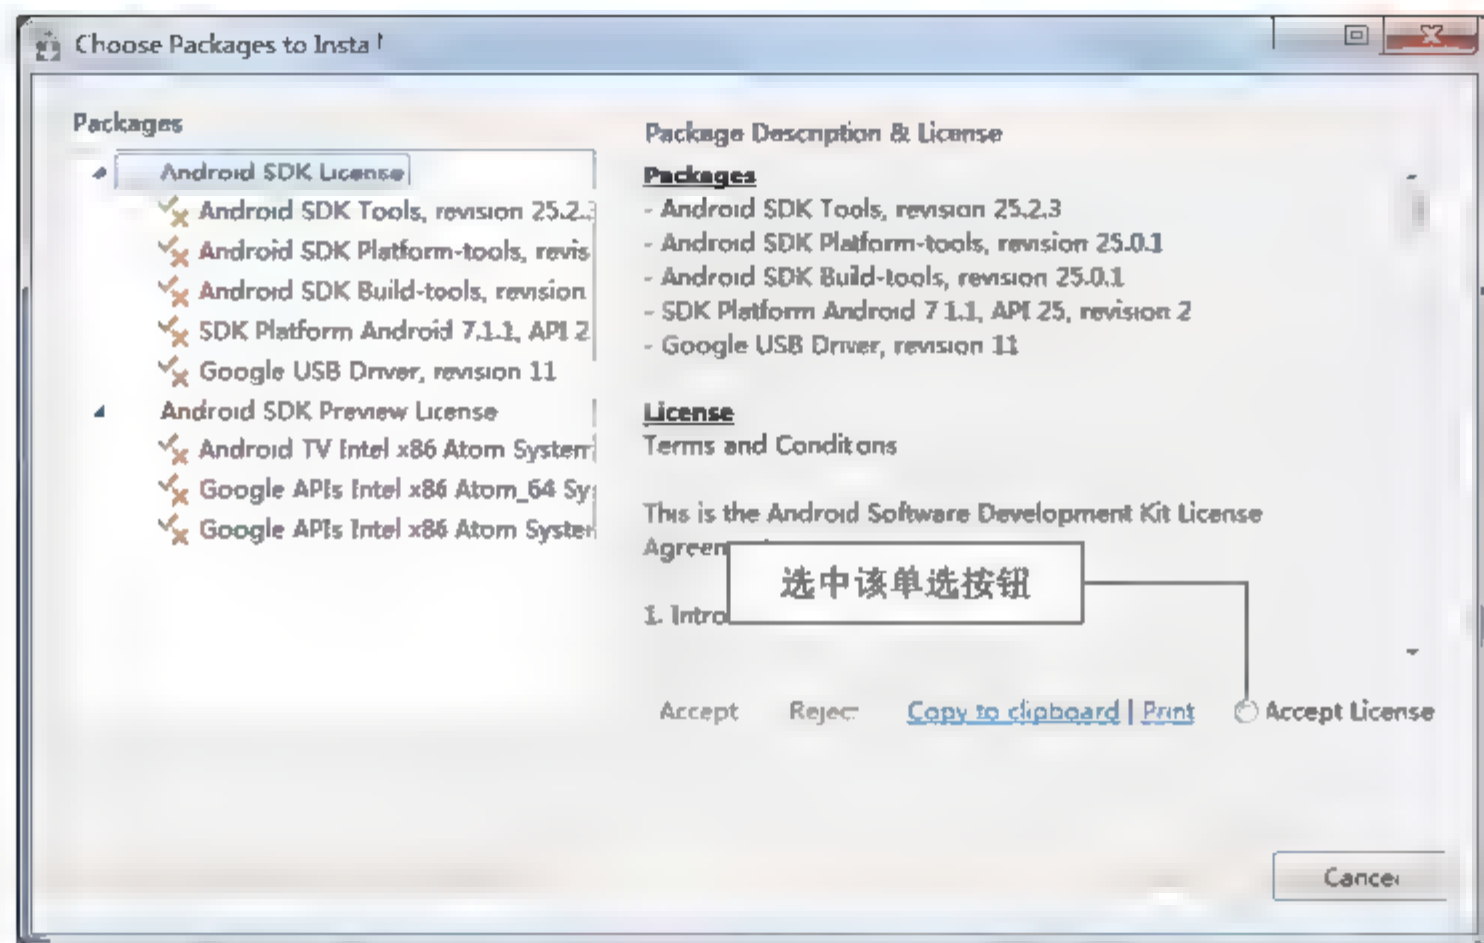 Choose Packages to Insta
Packages
Android SDK License
Android SDK Tools, revision 25.2.3
Android SDK Platform-tools, revis
Android SDK Build-tools, revision
SDK Platform Android 7.1.1, API 2
Google USB Driver, revision 11
Android SDK Preview License
Android TV Intel x86 Atom System
Google APIs Intel x86 Atom_64 Sy
Google APIs Intel x86 Atom System
Package Description & License
Packages
- Android SDK Tools, revision 25.2.3
- Android SDK Platform-tools, revision 25.0.1
- Android SDK Build-tools, revision 25.0.1
- SDK Platform Android 7 1.1, API 25, revision 2
- Google USB Driver, revision 11
License
Terms and Conditions
This is the Android Software Development Kit License
Agreem
1. Intro
选中该单选按钮
Accept Reject Copy to clipboard | Print Accept License
Cancel